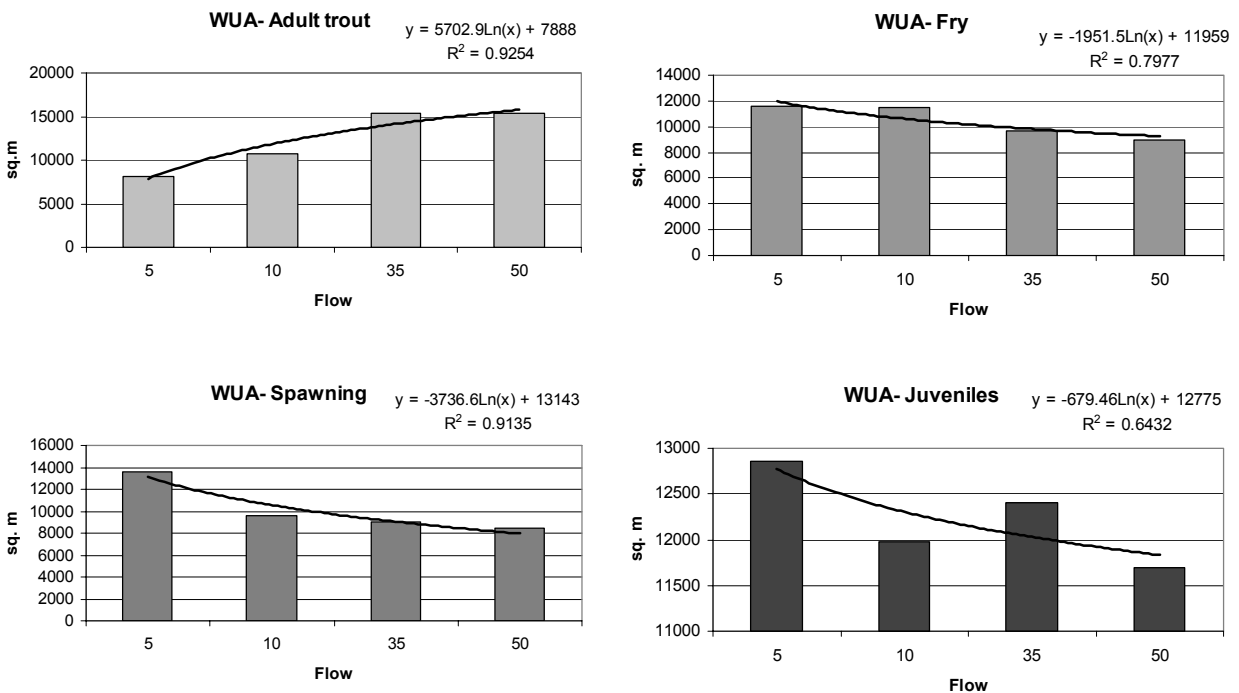 WUA- Adult trout
y = 5702.9Ln(x) + 7888
R² = 0.9254
20000
15000
10000
5000
0
sq.m
5 10 35 50
Flow
WUA- Fry
y = -1951.5Ln(x) + 11959
R² = 0.7977
14000
12000
10000
8000
6000
4000
2000
0
sq. m
5 10 35 50
Flow
WUA- Spawning
y = -3736.6Ln(x) + 13143
R² = 0.9135
16000
14000
12000
10000
8000
6000
4000
2000
0
sq. m
5 10 35 50
Flow
WUA- Juveniles
y = -679.46Ln(x) + 12775
R² = 0.6432
13000
12500
12000
11500
11000
sq. m
5 10 35 50
Flow